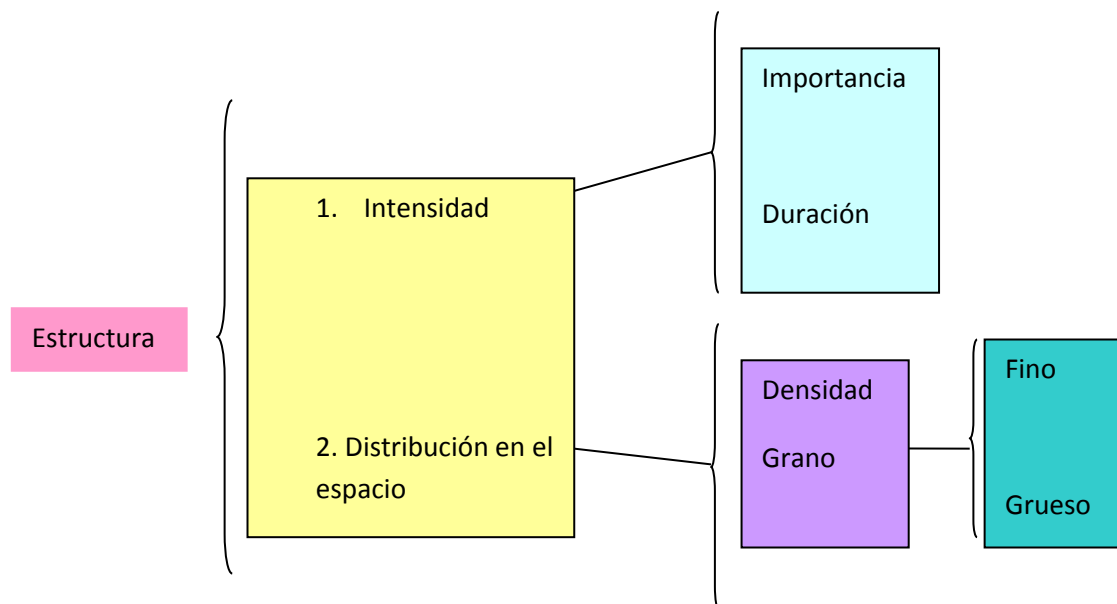 Estructura
1. Intensidad
2. Distribución en el
espacio
Importancia
Duración
Densidad
Grano
Fino
Grueso